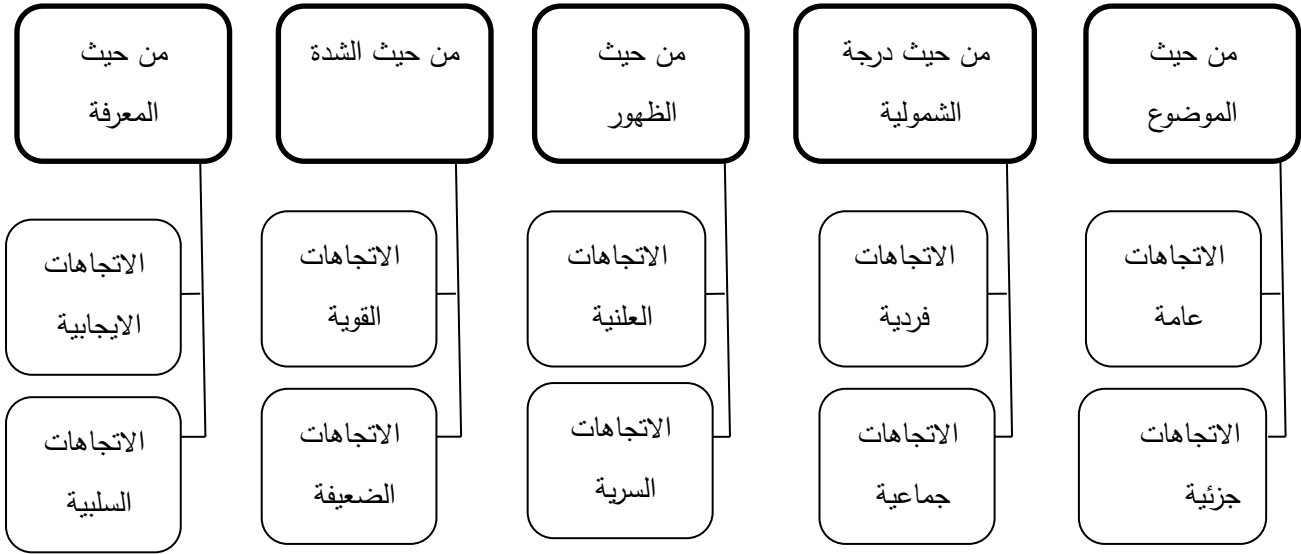 من حيث
الموضوع
الاتجاهات
عامة
الاتجاهات
جزئية
من حيث درجة
الشمولية
الاتجاهات
فردية
الاتجاهات
جماعية
من حيث
الظهور
الاتجاهات
العلنية
الاتجاهات
السرية
من حيث الشدة
الاتجاهات
القوية
الاتجاهات
الضعيفة
من حيث
المعرفة
الاتجاهات
الايجابية
الاتجاهات
السلبية